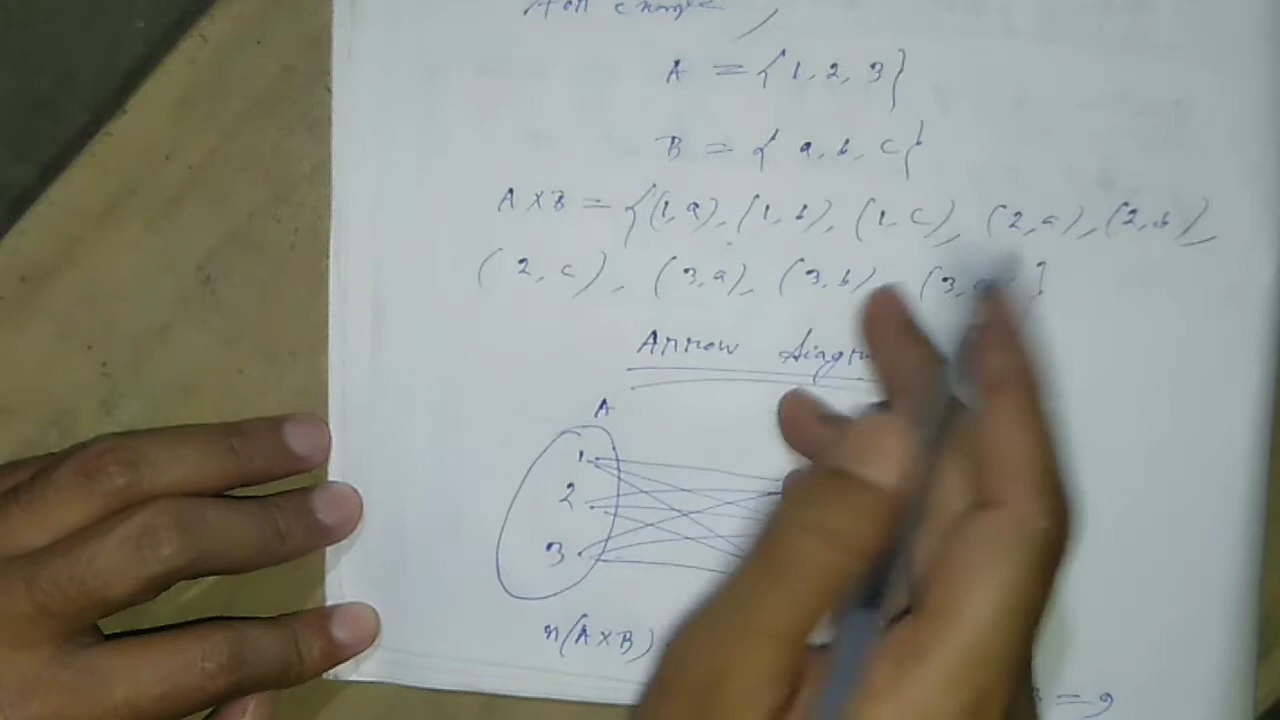 A = {1, 2, 3}
B = {a, b, c}
A × B = {(1, a), (1, b), (1, c), (2, a), (2, b),
(2, c), (3, a), (3, b), (3,
Arrow
A
1
2
3
n(A × B)
= 9